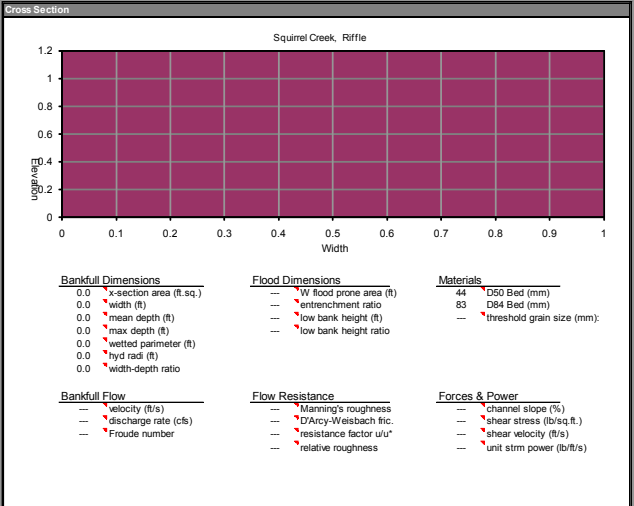 Cross Section
Squirrel Creek, Riffle
1.2
1
0.8
0.6
0.4
0.2
0
Elevation
0 0.1 0.2 0.3 0.4 0.5 0.6 0.7 0.8 0.9 1
Width
Bankfull Dimensions
0.0 x-section area (ft.sq.)
0.0 width (ft)
0.0 mean depth (ft)
0.0 max depth (ft)
0.0 wetted parimeter (ft)
0.0 hyd radi (ft)
0.0 width-depth ratio
Flood Dimensions
--- W flood prone area (ft)
--- entrenchment ratio
--- low bank height (ft)
--- low bank height ratio
Materials
44 D50 Bed (mm)
83 D84 Bed (mm)
--- threshold grain size (mm):
Bankfull Flow
--- velocity (ft/s)
--- discharge rate (cfs)
--- Froude number
Flow Resistance
--- Manning's roughness
--- D'Arcy-Weisbach fric.
--- resistance factor u/u*
--- relative roughness
Forces & Power
--- channel slope (%)
--- shear stress (lb/sq.ft.)
--- shear velocity (ft/s)
--- unit strm power (lb/ft/s)